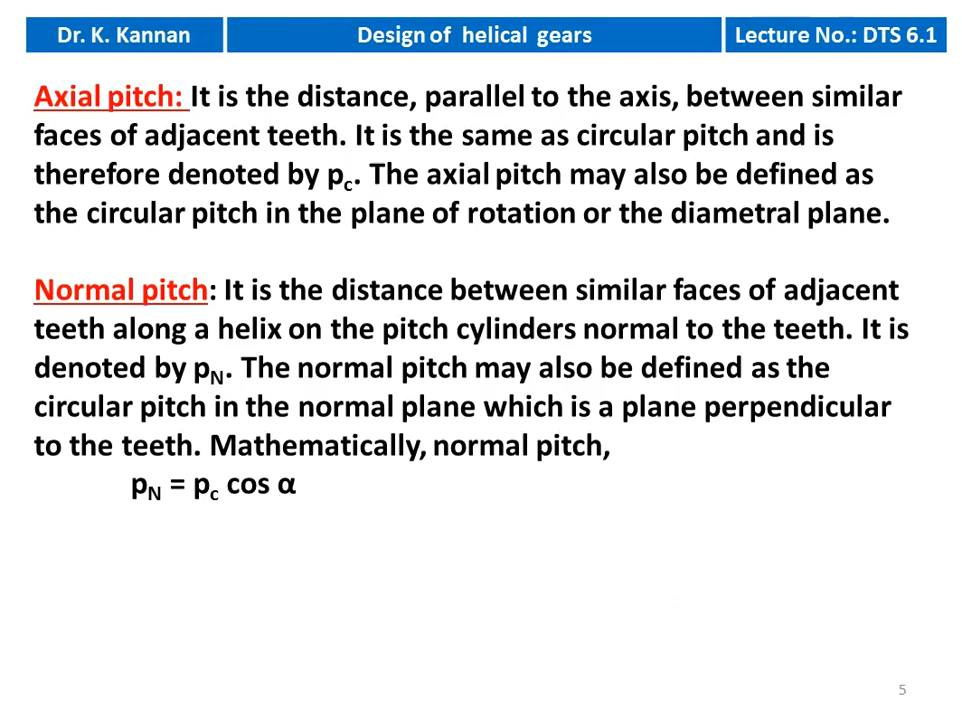 Dr. K. Kannan
Design of helical gears
Lecture No.: DTS 6.1
Axial pitch: It is the distance, parallel to the axis, between similar
faces of adjacent teeth. It is the same as circular pitch and is
therefore denoted by pc. The axial pitch may also be defined as
the circular pitch in the plane of rotation or the diametral plane.
Normal pitch: It is the distance between similar faces of adjacent
teeth along a helix on the pitch cylinders normal to the teeth. It is
denoted by pN. The normal pitch may also be defined as the
circular pitch in the normal plane which is a plane perpendicular
to the teeth. Mathematically, normal pitch,
pN = pc cos α
5